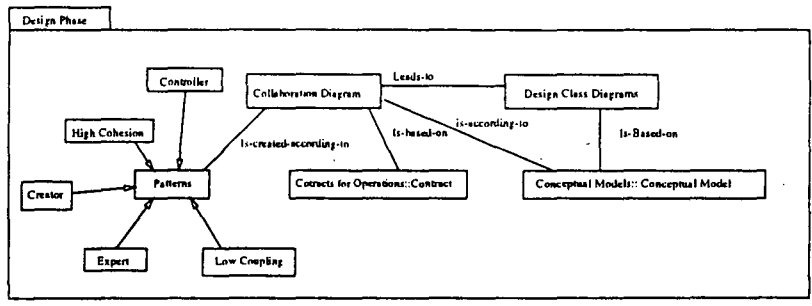 Design Phase
Controller
Collaboration Diagram
Leads-to
Design Class Diagrams
High Cohesion
Is-created-according-to
Is-based-on
is-according-to
Is-Based-on
Creator
Patterns
Cotracts for Operations::Contract
Conceptual Models:: Conceptual Model
Expert
Low Coupling